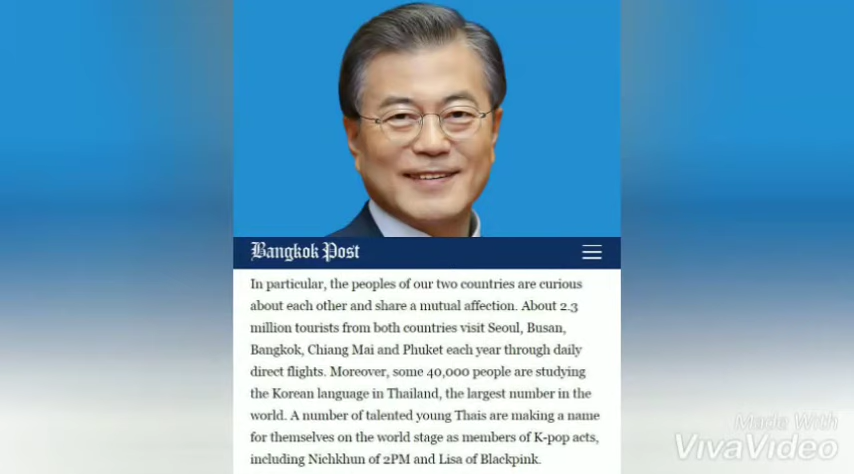 Bangkok Post
In particular, the peoples of our two countries are curious
about each other and share a mutual affection. About 2.3
million tourists from both countries visit Seoul, Busan,
Bangkok, Chiang Mai and Phuket each year through daily
direct flights. Moreover, some 40,000 people are studying
the Korean language in Thailand, the largest number in the
world. A number of talented young Thais are making a name
for themselves on the world stage as members of K-pop acts,
including Nichkhun of 2PM and Lisa of Blackpink.
Made With
VivaVideo